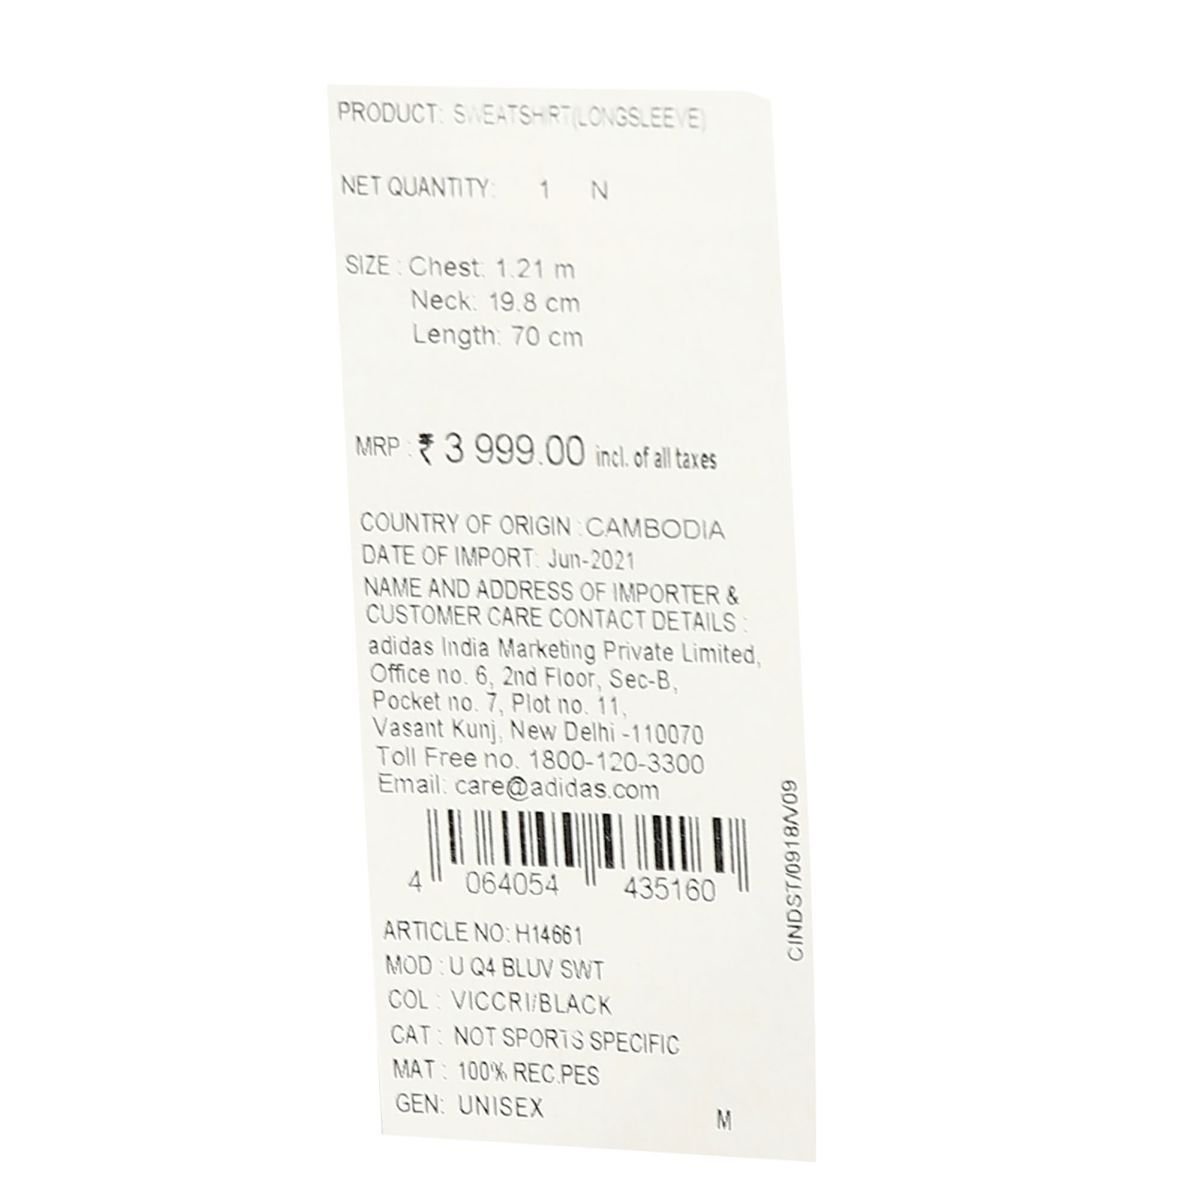 PRODUCT: SWEATSHIRT(LONGSLEEVE)
NET QUANTITY: 1 N
SIZE : Chest: 1.21 m
Neck: 19.8 cm
Length: 70 cm
MRP : ₹ 3 999.00 incl. of all taxes
COUNTRY OF ORIGIN : CAMBODIA
DATE OF IMPORT: Jun-2021
NAME AND ADDRESS OF IMPORTER &
CUSTOMER CARE CONTACT DETAILS :
adidas India Marketing Private Limited,
Office no. 6, 2nd Floor, Sec-B,
Pocket no. 7, Plot no. 11,
Vasant Kunj, New Delhi -110070
Toll Free no. 1800-120-3300
Email: care@adidas.com
4 064054 435160
CINDST/0918/V/09
ARTICLE NO: H14661
MOD : U Q4 BLUV SWT
COL : VICCRI/BLACK
CAT : NOT SPORTS SPECIFIC
MAT : 100% REC.PES
GEN: UNISEX
M